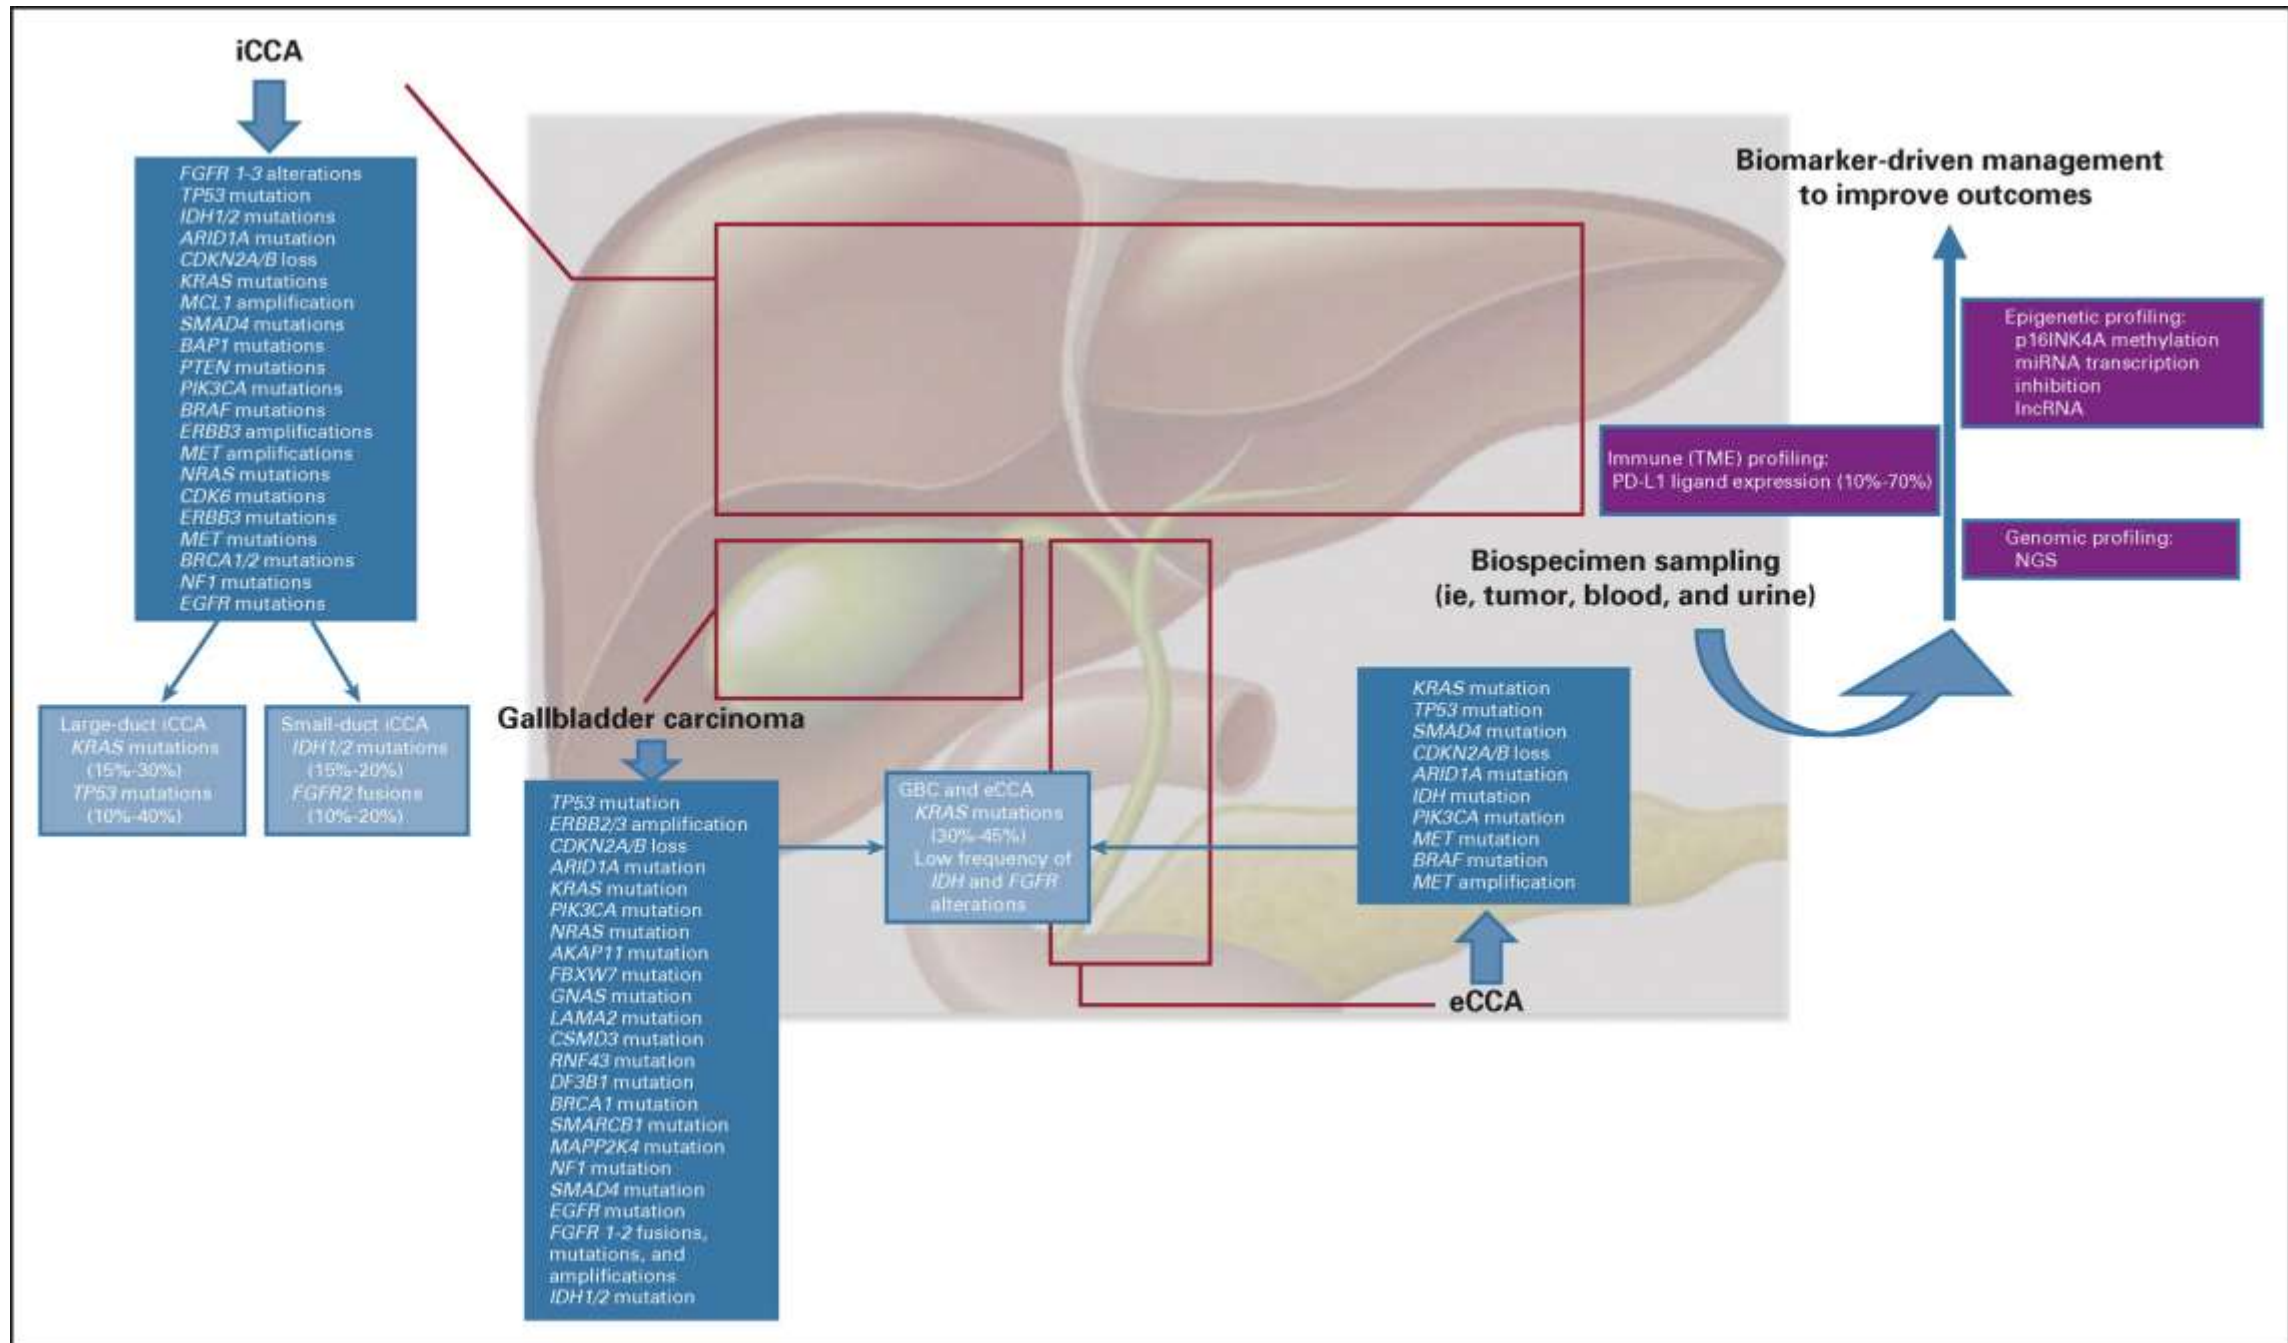 iCCA
FGFR 1-3 alterations
TP53 mutation
IDH1/2 mutations
ARID1A mutation
CDKN2A/B loss
KRAS mutations
MCL1 amplification
SMAD4 mutations
BAP1 mutations
PTEN mutations
PIK3CA mutations
BRAF mutations
ERBB3 amplifications
MET amplifications
NRAS mutations
CDK6 mutations
ERBB3 mutations
MET mutations
BRCA1/2 mutations
NF1 mutations
EGFR mutations
Large-duct iCCA
KRAS mutations
(15%-30%)
TP53 mutations
(10%-40%)
Small-duct iCCA
IDH1/2 mutations
(15%-20%)
FGFR2 fusions
(10%-20%)
Gallbladder carcinoma
TP53 mutation
ERBB2/3 amplification
CDKN2A/B loss
ARID1A mutation
KRAS mutation
PIK3CA mutation
NRAS mutation
AKAP11 mutation
FBXW7 mutation
GNAS mutation
LAMA2 mutation
CSMD3 mutation
RNF43 mutation
DF3B1 mutation
BRCA1 mutation
SMARCB1 mutation
MAPP2K4 mutation
NF1 mutation
SMAD4 mutation
EGFR mutation
FGFR 1-2 fusions,
mutations, and
amplifications
IDH1/2 mutation
GBC and eCCA
KRAS mutations
(30%-45%)
Low frequency of
IDH and FGFR
alterations
KRAS mutation
TP53 mutation
SMAD4 mutation
CDKN2A/B loss
ARID1A mutation
IDH mutation
PIK3CA mutation
MET mutation
BRAF mutation
MET amplification
eCCA
Biospecimen sampling
(ie, tumor, blood, and urine)
Biomarker-driven management
to improve outcomes
Epigenetic profiling:
p16INK4A methylation
miRNA transcription
inhibition
lncRNA
Immune (TME) profiling:
PD-L1 ligand expression (10%-70%)
Genomic profiling:
NGS